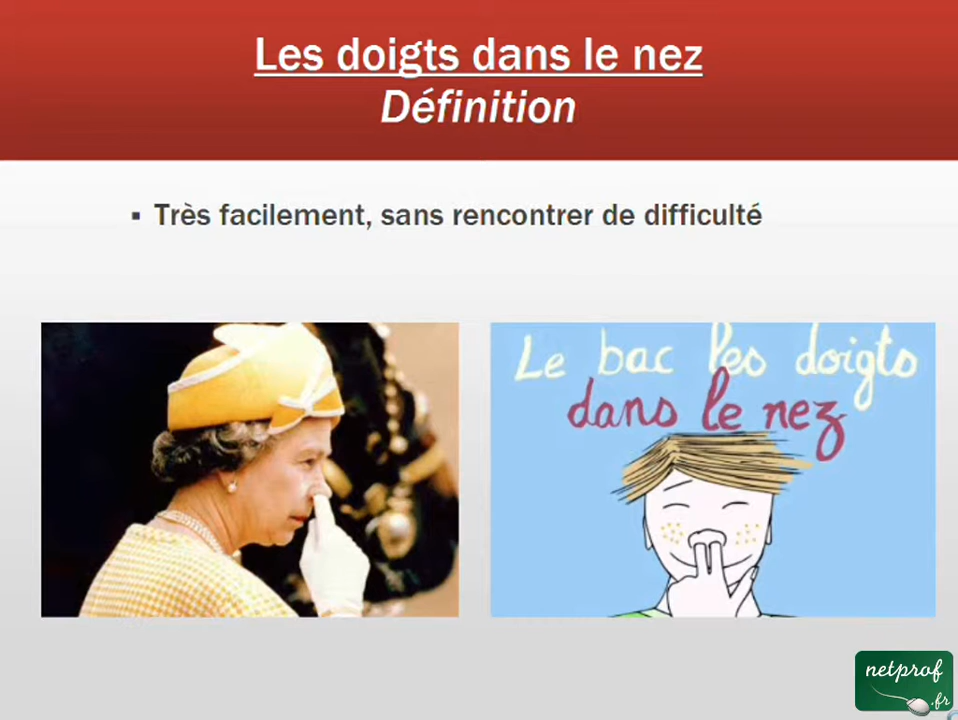 Les doigts dans le nez
Définition
▪ Très facilement, sans rencontrer de difficulté
Le bac les doigts
dans le nez
netprof
.fr